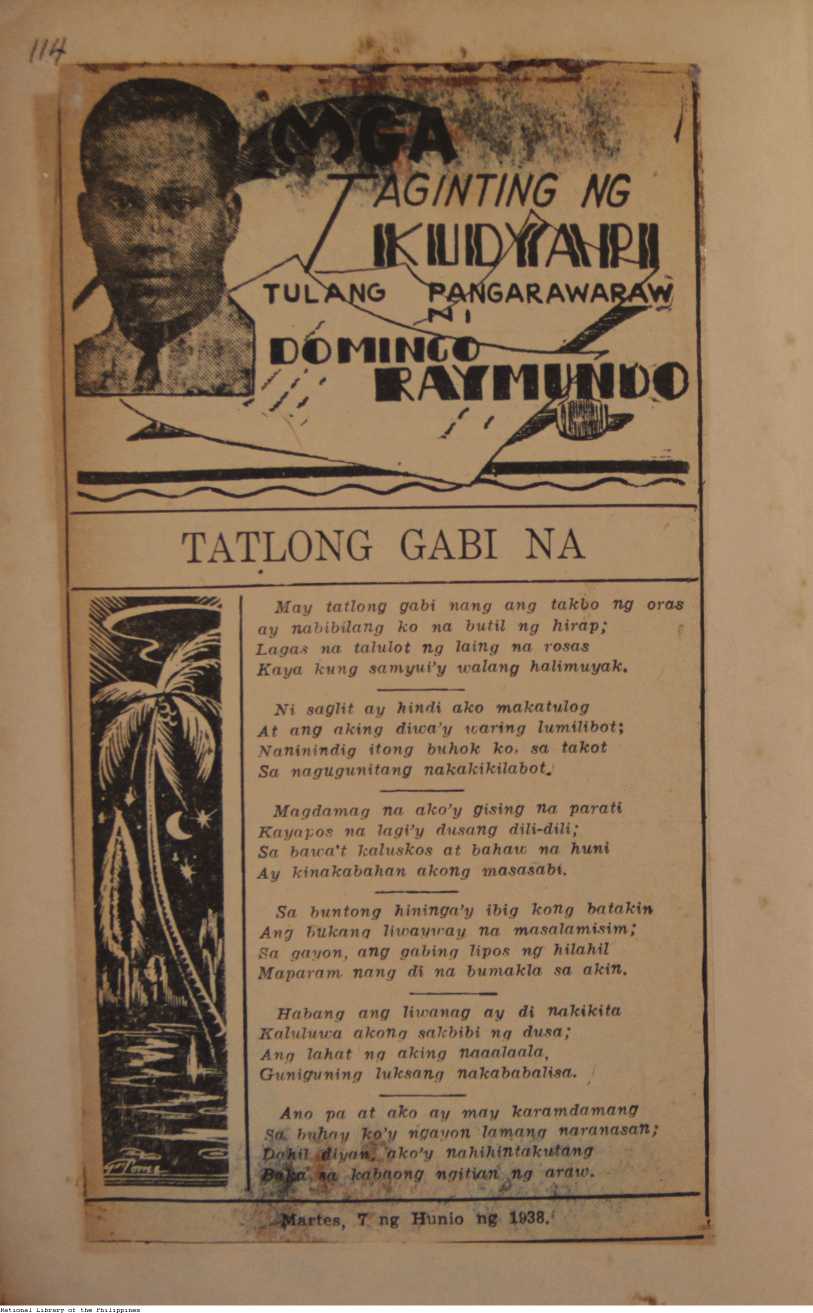 114
MGA
TAGINTING NG
KUDYAPI
TULANG PANGARAWARAW
NI
DOMINGO
RAYMUNDO
TATLONG GABI NA
May tatlong gabi nang ang takbo ng oras
ay nabibilang ko na butil ng hirap;
Lagas na talulot ng laing na rosas
Kaya kung samyui'y walang halimuyak.
Ni saglit ay hindi ako makatulog
At ang aking diwa'y waring lumilibot;
Naninindig itong buhok ko, sa takot
Sa nagugunitang nakakikilabot.
Magdamag na ako'y gising na parati
Kayapos na lagi'y dusang dili-dili;
Sa bawa't kaluskos at bahaw na huni
Ay kinakabahan akong masasabi.
Sa buntong hininga'y ibig kong batakin
Ang bukang liwayway na masalamisim;
Sa gayon, ang gabing lipos ng hilahil
Maparam nang di na bumakla sa akin.
Habang ang liwanag ay di nakikita
Kaluluwa akong sakbibi ng dusa;
Ang lahat ng aking naaalaala,
Guniguning luksang nakababalisa.
Ano pa at ako ay may karamdamang
Sa buhay ko'y ngayon lamang naranasan;
Dahil diyan, ako'y nahihintakutang
Baka sa kabaong ngitian ng araw.
Martes, 7 ng Hunio ng 1938.
National Library of the Philippines